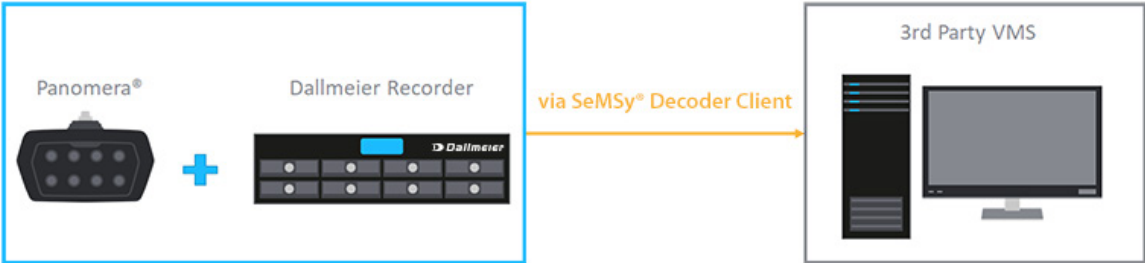 Panomera®
Dallmeier Recorder
Dallmeier
via SeMSy® Decoder Client
3rd Party VMS